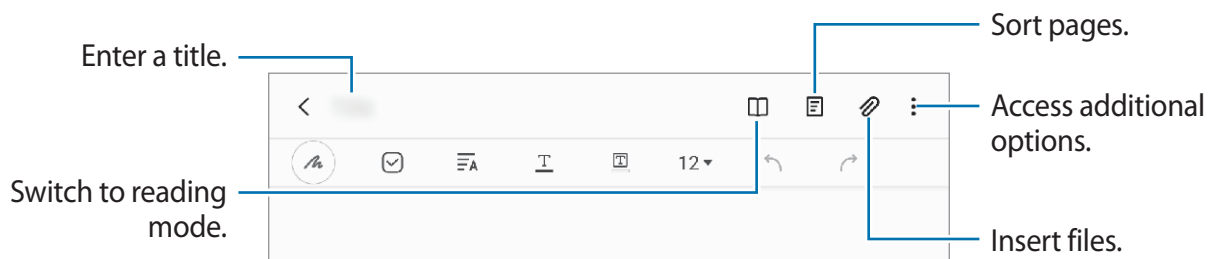 Sort pages.
Enter a title.
Access additional
options.
12
Switch to reading
mode.
Insert files.